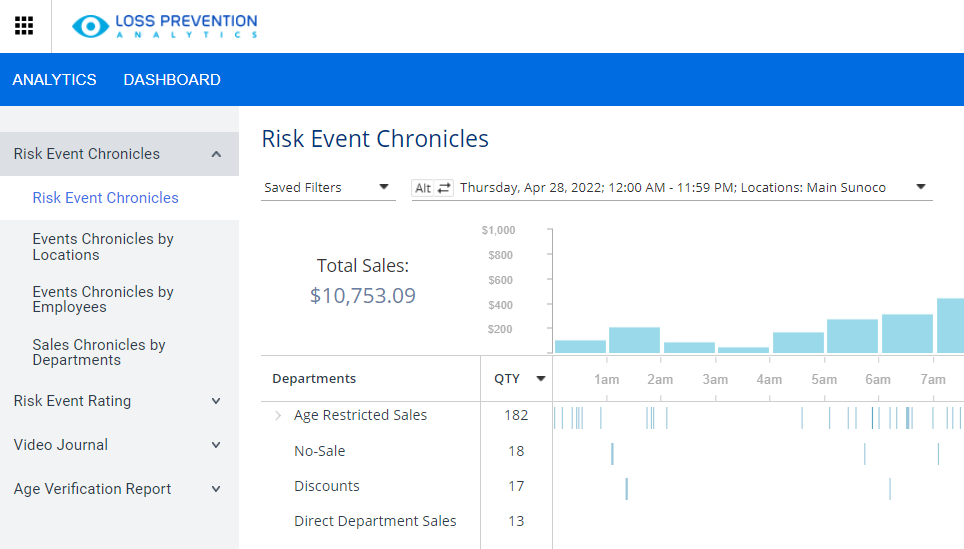 LOSS PREVENTION
ANALYTICS
ANALYTICS DASHBOARD
Risk Event Chronicles
Risk Event Chronicles
Events Chronicles by
Locations
Events Chronicles by
Employees
Sales Chronicles by
Departments
Risk Event Rating
Video Journal
Age Verification Report
Risk Event Chronicles
Saved Filters
Alt Thursday, Apr 28, 2022; 12:00 AM - 11:59 PM; Locations: Main Sunoco
Total Sales:
$10,753.09
$1,000
$800
$600
$400
$200
Departments QTY 1am 2am 3am 4am 5am 6am 7am
Age Restricted Sales 182
No-Sale 18
Discounts 17
Direct Department Sales 13